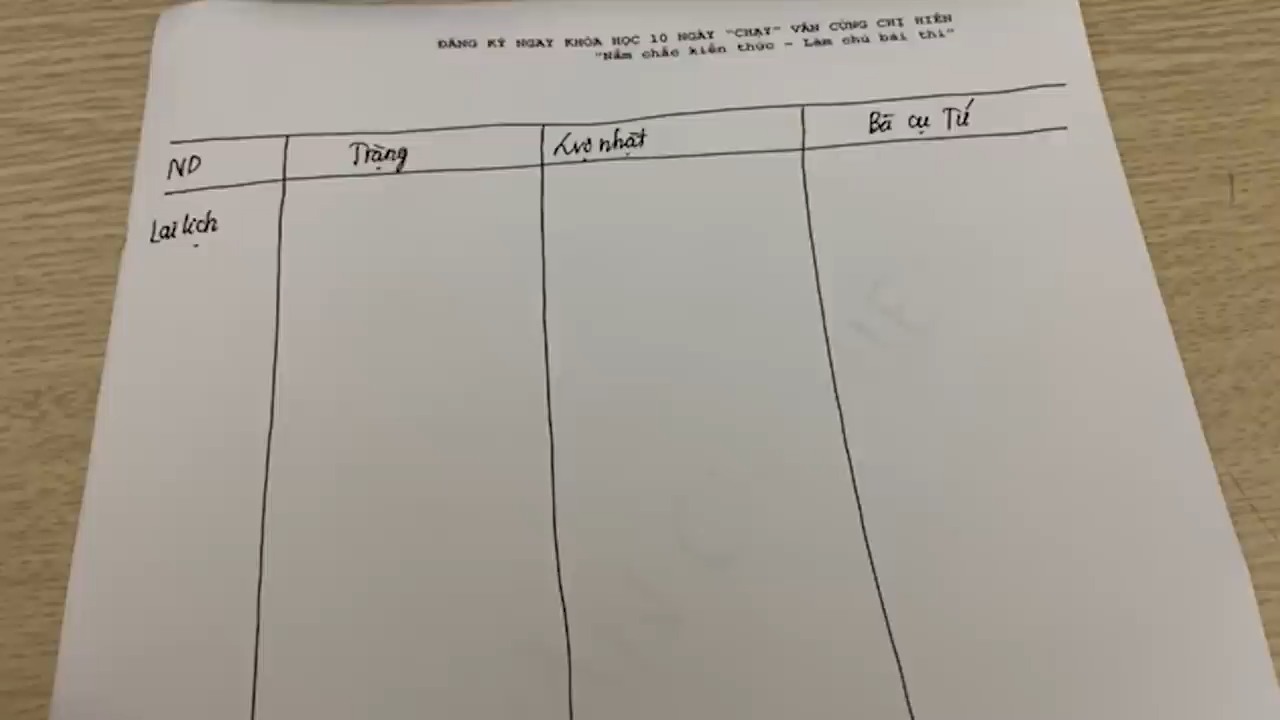 ĐĂNG KÝ NGAY KHÓA HỌC 10 NGÀY "CHẠY" VĂN CÙNG CHỊ HIÊN
"Nắm chắc kiến thức - Làm chủ bài thi"
ND Tràng Vợ nhặt Bà cụ Tứ
Lai lịch